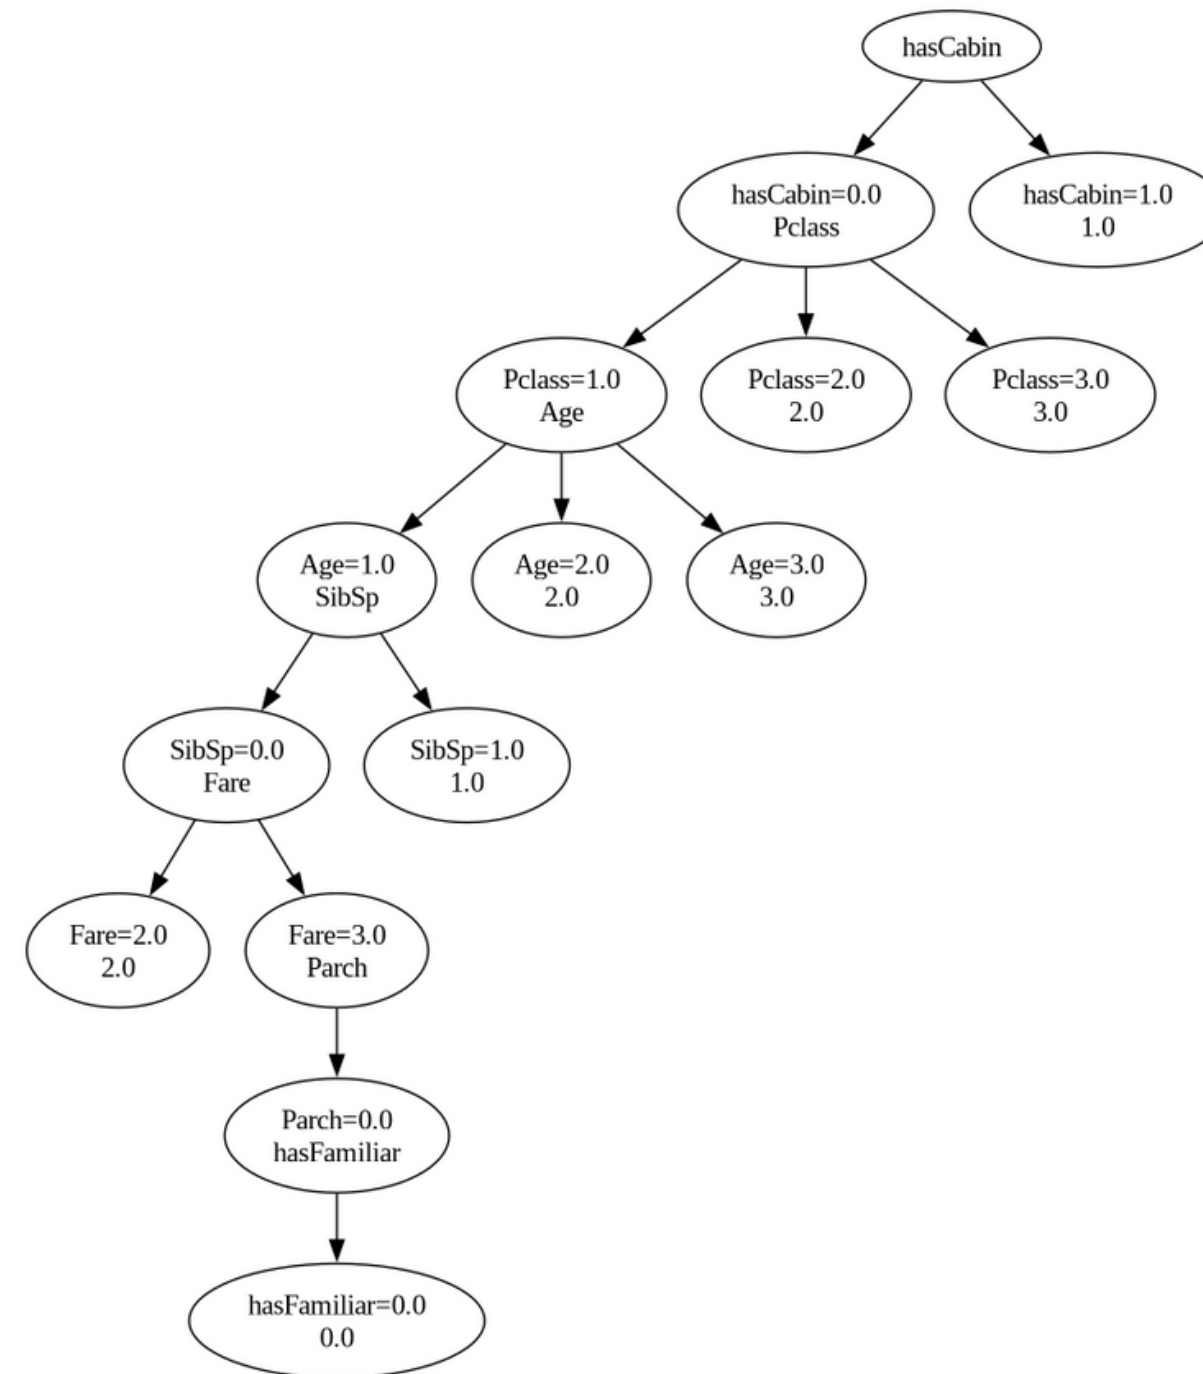 hasCabin
hasCabin=0.0
Pclass
hasCabin=1.0
1.0
Pclass=1.0
Age
Pclass=2.0
2.0
Pclass=3.0
3.0
Age=1.0
SibSp
Age=2.0
2.0
Age=3.0
3.0
SibSp=0.0
Fare
SibSp=1.0
1.0
Fare=2.0
2.0
Fare=3.0
Parch
Parch=0.0
hasFamiliar
hasFamiliar=0.0
0.0